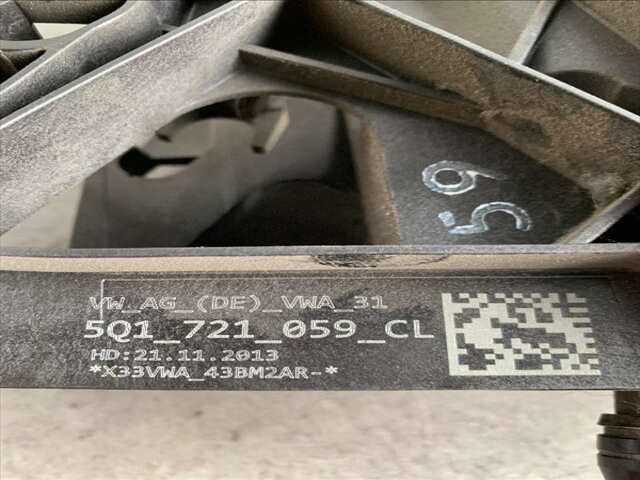 59
VW_AG_(DE)_VWA_31
5Q1_721_059_CL
HD:21.11.2013
*X33VWA_43BM2AR-*